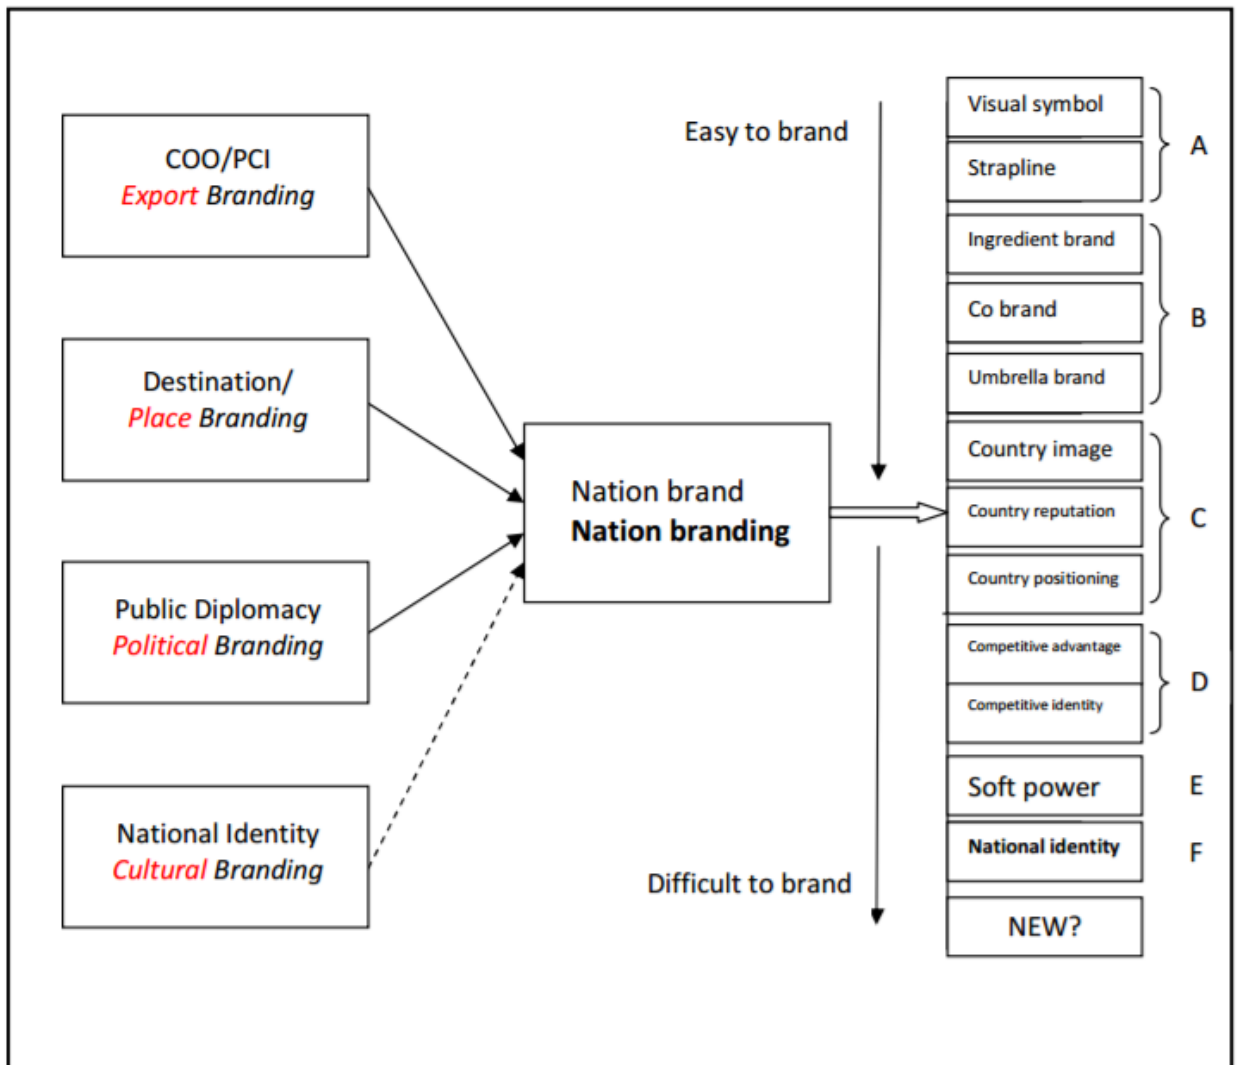 COO/PCI
Export Branding
Destination/
Place Branding
Public Diplomacy
Political Branding
National Identity
Cultural Branding
Nation brand
Nation branding
Easy to brand
Difficult to brand
Visual symbol
Strapline
A
Ingredient brand
Co brand
Umbrella brand
B
Country image
Country reputation
Country positioning
C
Competitive advantage
Competitive identity
D
Soft power
E
National identity
F
NEW?